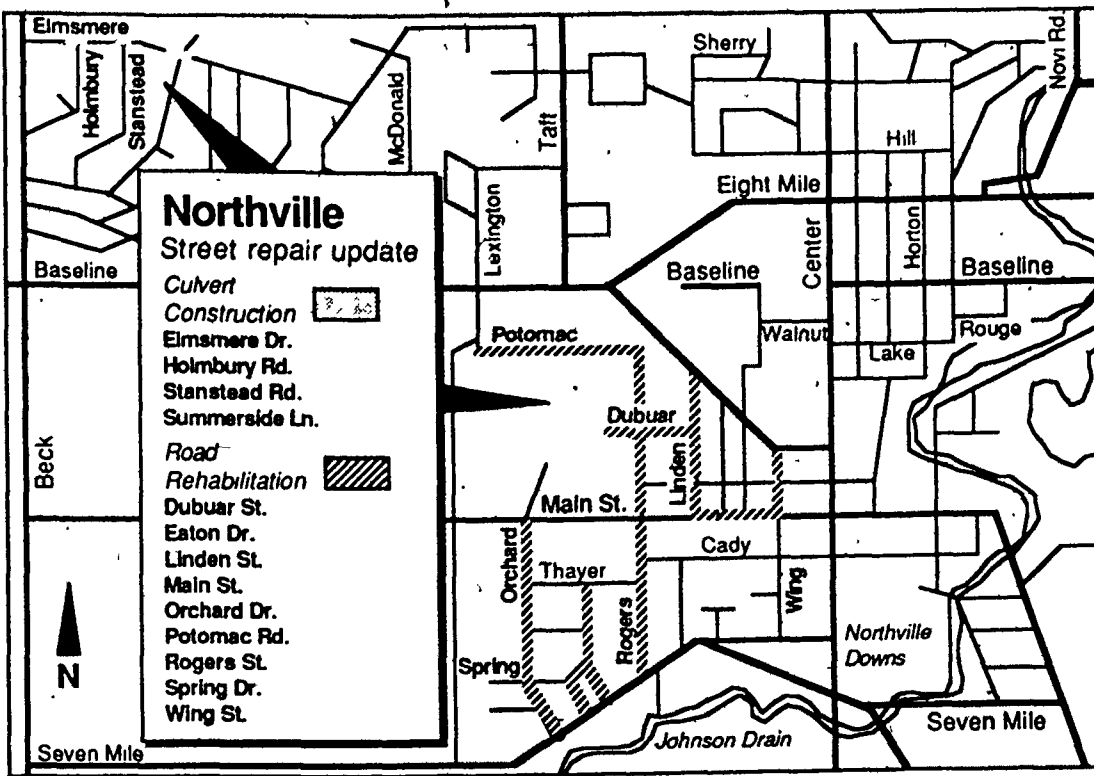 Elmsmere
Holmbury
Stanstead
McDonald
Taft
Sherry
Novi Rd.
Hill
Eight Mile
Lexington
Center
Horton
Baseline
Baseline
Baseline
Northville
Street repair update
Culvert
Construction
Elmsmere Dr.
Holmbury Rd.
Stanstead Rd.
Summerside Ln.
Road
Rehabilitation
Dubuar St.
Eaton Dr.
Linden St.
Main St.
Orchard Dr.
Potomac Rd.
Rogers St.
Spring Dr.
Wing St.
Potomac
Walnut
Rouge
Lake
Dubuar
Beck
Linden
Main St.
Orchard
Cady
Thayer
Wing
Rogers
Spring
Northville
Downs
N
Seven Mile
Johnson Drain
Seven Mile